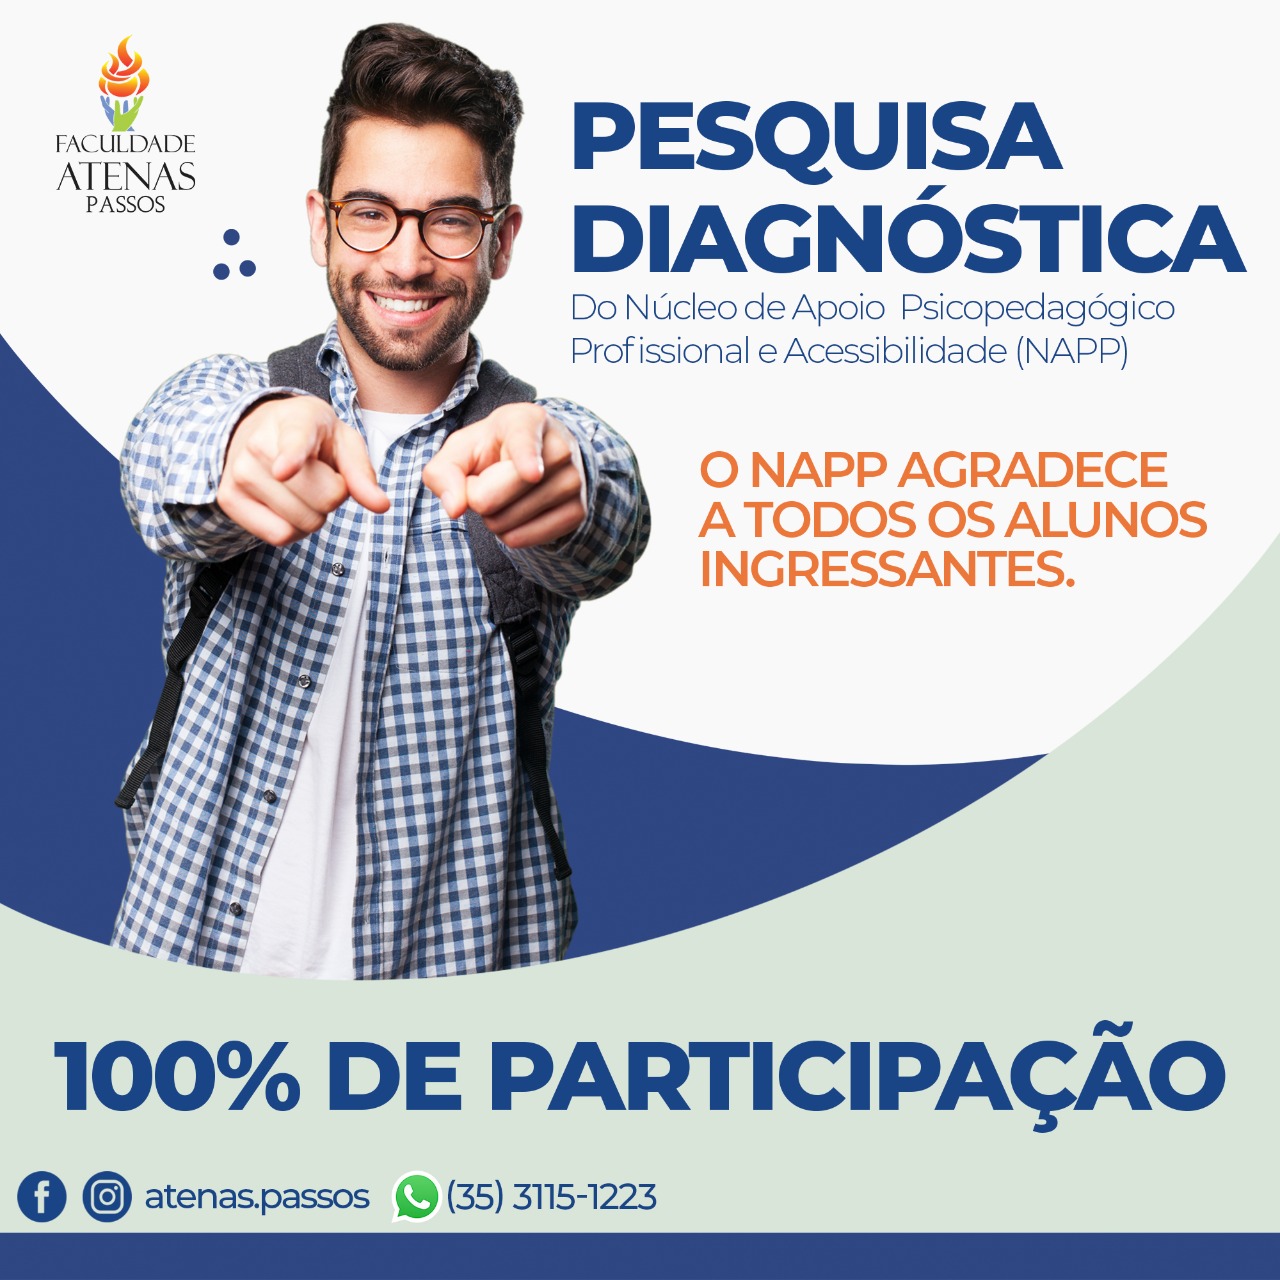 FACULDADE
ATENAS
PASSOS
PESQUISA
DIAGNÓSTICA
Do Núcleo de Apoio Psicopedagógico
Profissional e Acessibilidade (NAPP)
O NAPP AGRADECE
A TODOS OS ALUNOS
INGRESSANTES.
100% DE PARTICIPAÇÃO
atenas.passos (35) 3115-1223